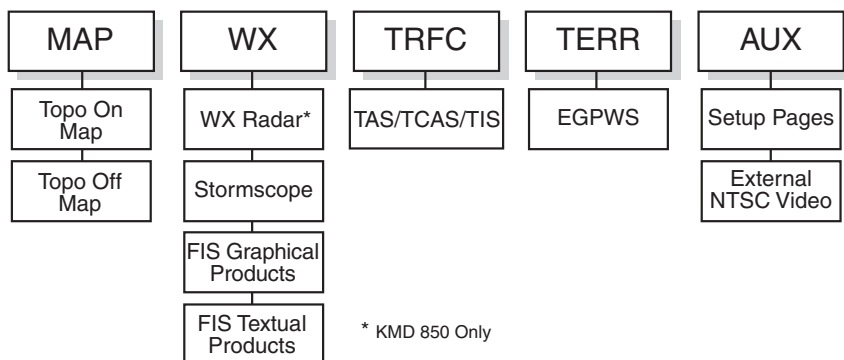 MAP
Topo On
Map
Topo Off
Map
WX
WX Radar*
Stormscope
FIS Graphical
Products
FIS Textual
Products
TRFC
TAS/TCAS/TIS
TERR
EGPWS
AUX
Setup Pages
External
NTSC Video
* KMD 850 Only